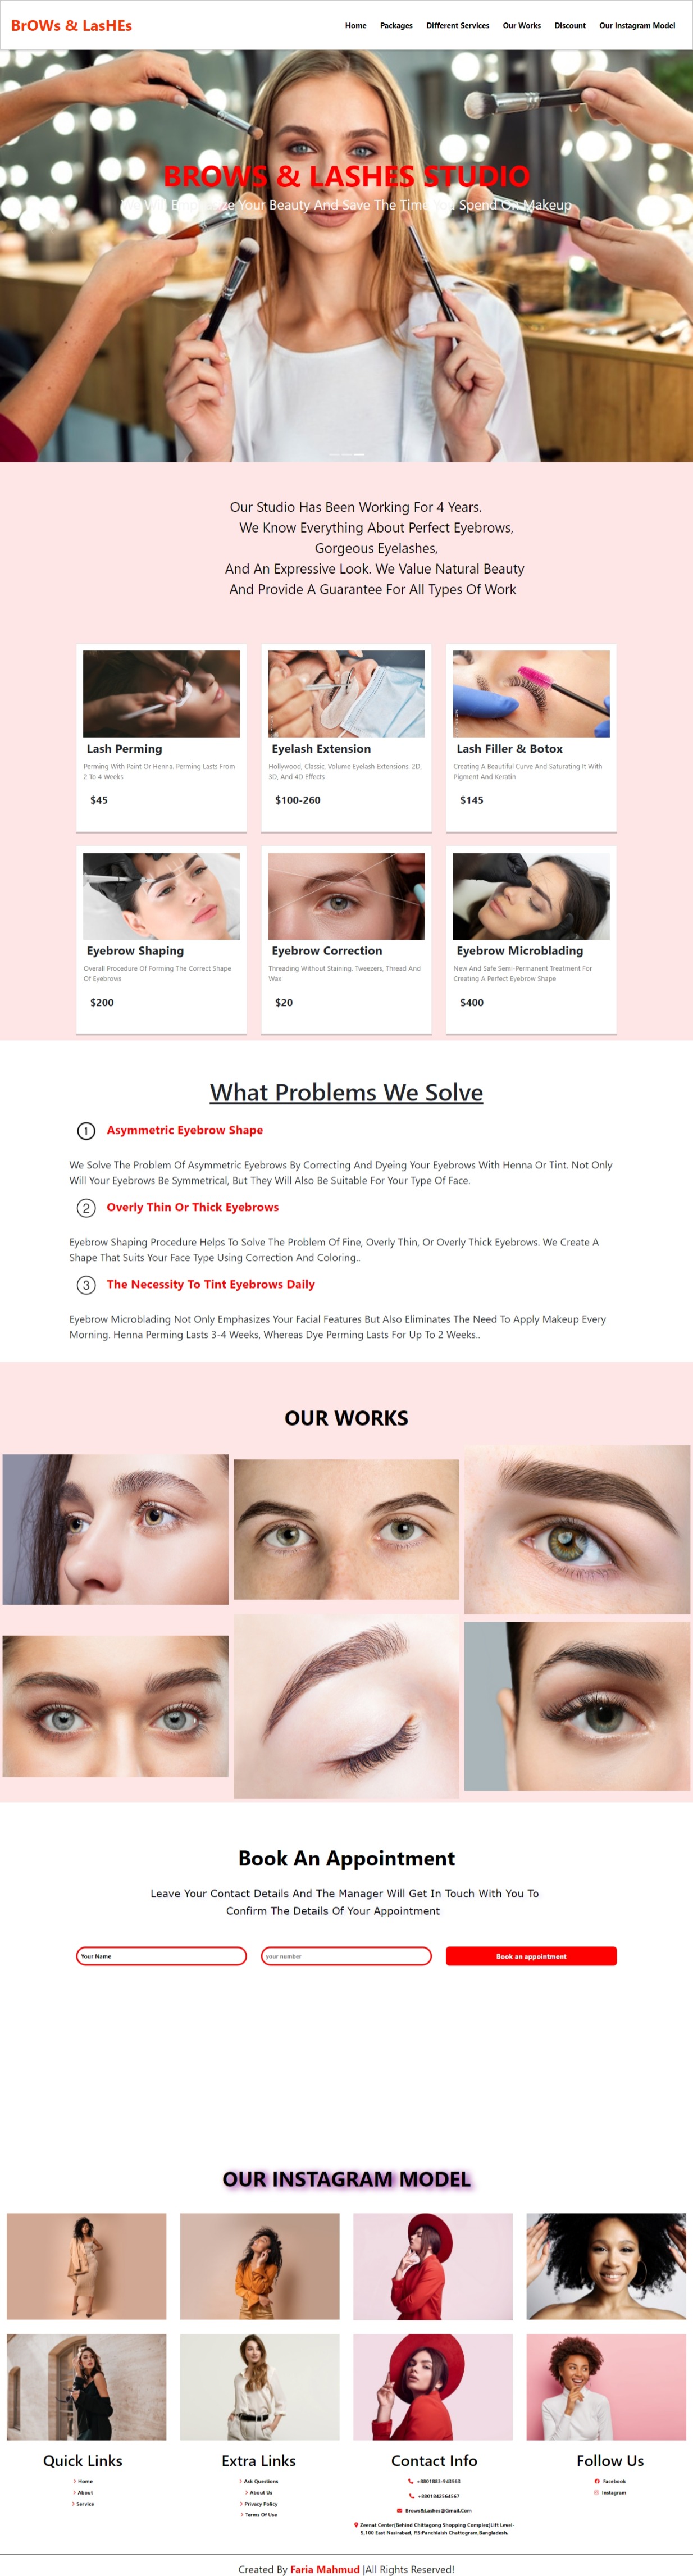 BrOWs & LasHEs
Home Packages Different Services Our Works Discount Our Instagram Model
BROWS & LASHES STUDIO
We Will Emphasize Your Beauty And Save The Time You Spend On Makeup
Our Studio Has Been Working For 4 Years.
We Know Everything About Perfect Eyebrows,
Gorgeous Eyelashes,
And An Expressive Look. We Value Natural Beauty
And Provide A Guarantee For All Types Of Work
Lash Perming
Perming With Paint Or Henna. Perming Lasts From
2 To 4 Weeks
$45
Eyelash Extension
Hollywood, Classic, Volume Eyelash Extensions. 2D,
3D, And 4D Effects
$100-260
Lash Filler & Botox
Creating A Beautiful Curve And Saturating It With
Pigment And Keratin
$145
Eyebrow Shaping
Overall Procedure Of Forming The Correct Shape
Of Eyebrows
$200
Eyebrow Correction
Threading Without Staining. Tweezers, Thread And
Wax
$20
Eyebrow Microblading
New And Safe Semi-Permanent Treatment For
Creating A Perfect Eyebrow Shape
$400
What Problems We Solve
1 Asymmetric Eyebrow Shape
We Solve The Problem Of Asymmetric Eyebrows By Correcting And Dyeing Your Eyebrows With Henna Or Tint. Not Only
Will Your Eyebrows Be Symmetrical, But They Will Also Be Suitable For Your Type Of Face.
2 Overly Thin Or Thick Eyebrows
Eyebrow Shaping Procedure Helps To Solve The Problem Of Fine, Overly Thin, Or Overly Thick Eyebrows. We Create A
Shape That Suits Your Face Type Using Correction And Coloring..
3 The Necessity To Tint Eyebrows Daily
Eyebrow Microblading Not Only Emphasizes Your Facial Features But Also Eliminates The Need To Apply Makeup Every
Morning. Henna Perming Lasts 3-4 Weeks, Whereas Dye Perming Lasts For Up To 2 Weeks..
OUR WORKS
Book An Appointment
Leave Your Contact Details And The Manager Will Get In Touch With You To
Confirm The Details Of Your Appointment
Your Name your number Book an appointment
OUR INSTAGRAM MODEL
Quick Links
Home
About
Service
Extra Links
Ask Questions
About Us
Privacy Policy
Terms Of Use
Contact Info
+8801883-943563
+8801842564567
Brows&Lashes@Gmail.Com
Zeenat Center(Behind Chittagong Shopping Complex)Lift Level-
5,100 East Nasirabad, P.S:Panchlaish Chattogram,Bangladesh.
Follow Us
Facebook
Instagram
Created By Faria Mahmud |All Rights Reserved!